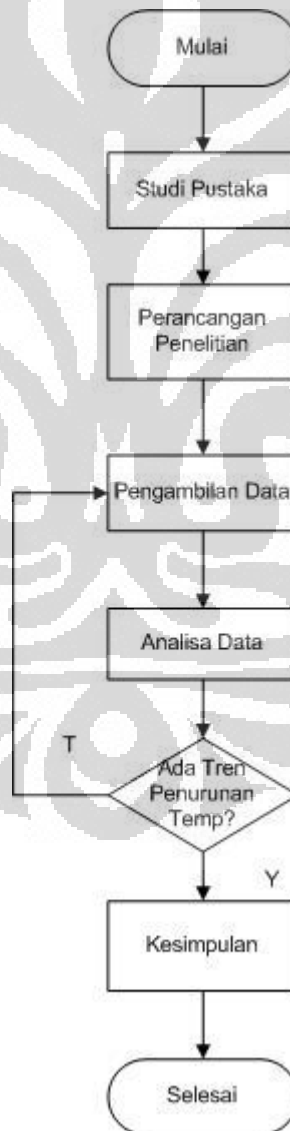 Mulai
Studi Pustaka
Perancangan
Penelitian
Pengambilan Data
Analisa Data
T
Ada Tren
Penurunan
Temp?
Y
Kesimpulan
Selesai